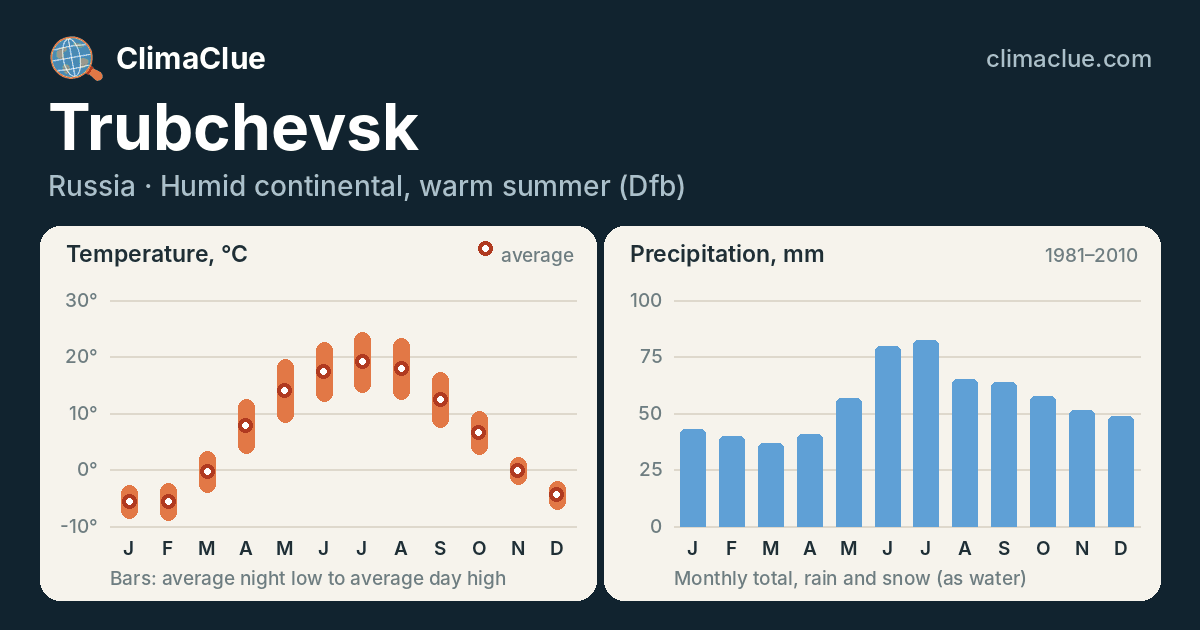 ClimaClue
climaclue.com
Trubchevsk
Russia · Humid continental, warm summer (Dfb)
Temperature, °C
average
30°
20°
10°
0°
-10°
J F M A M J J A S O N D
Bars: average night low to average day high
Precipitation, mm
1981–2010
100
75
50
25
0
J F M A M J J A S O N D
Monthly total, rain and snow (as water)